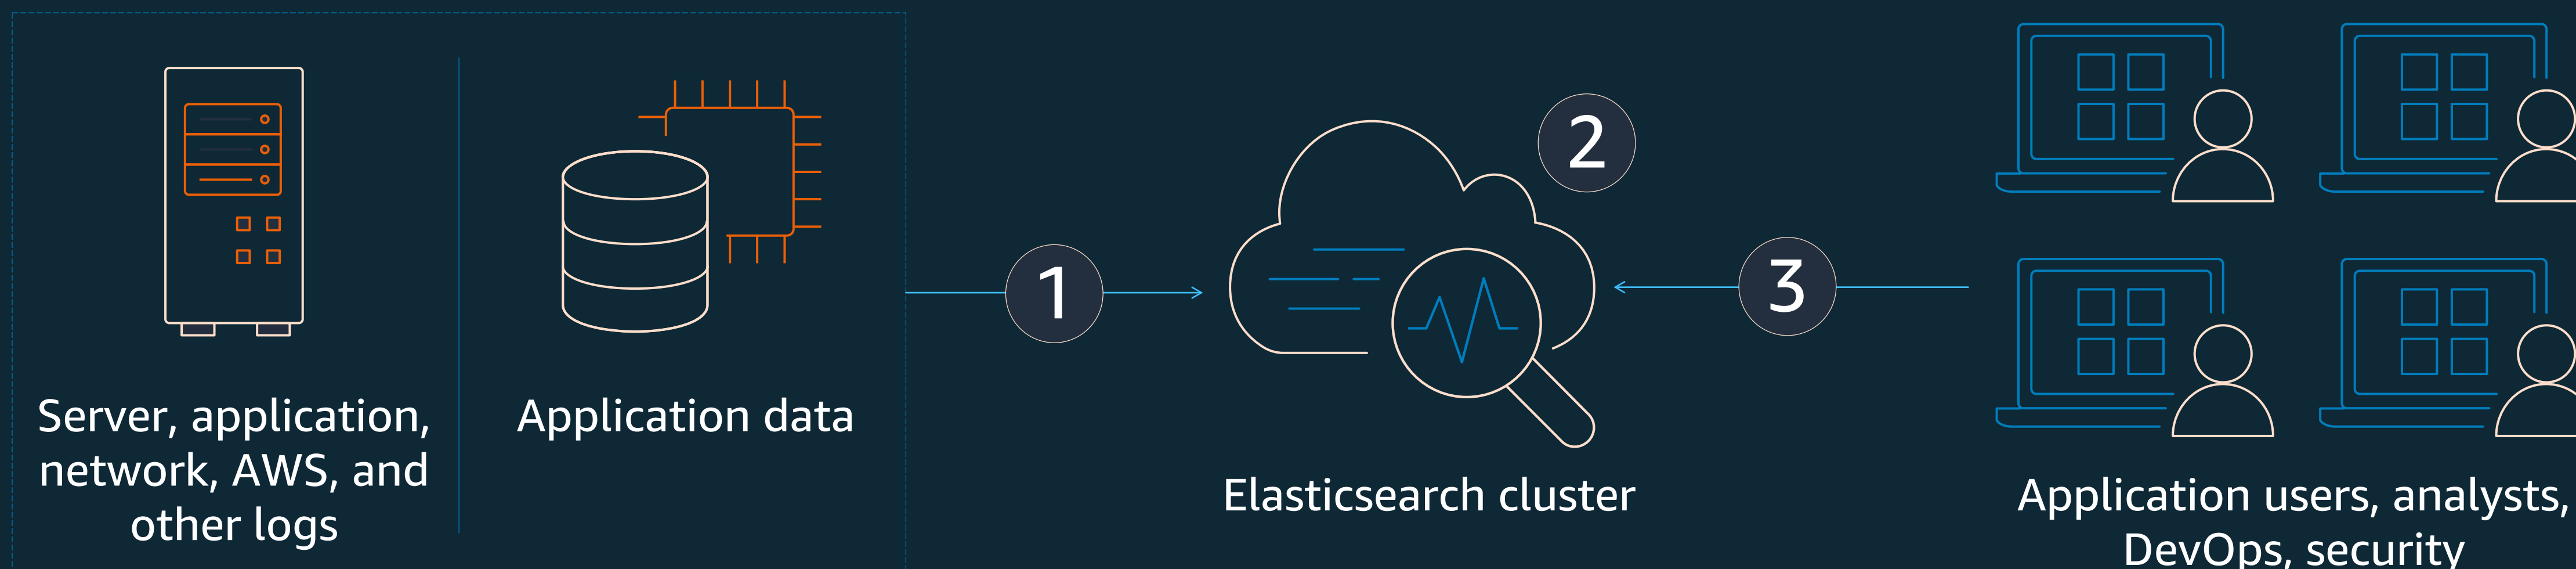 Server, application,
network, AWS, and
other logs
Application data
1
Elasticsearch cluster
2
3
Application users, analysts,
DevOps, security